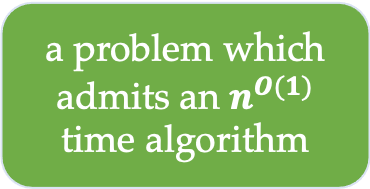 a problem which
admits an n^{O(1)}
time algorithm